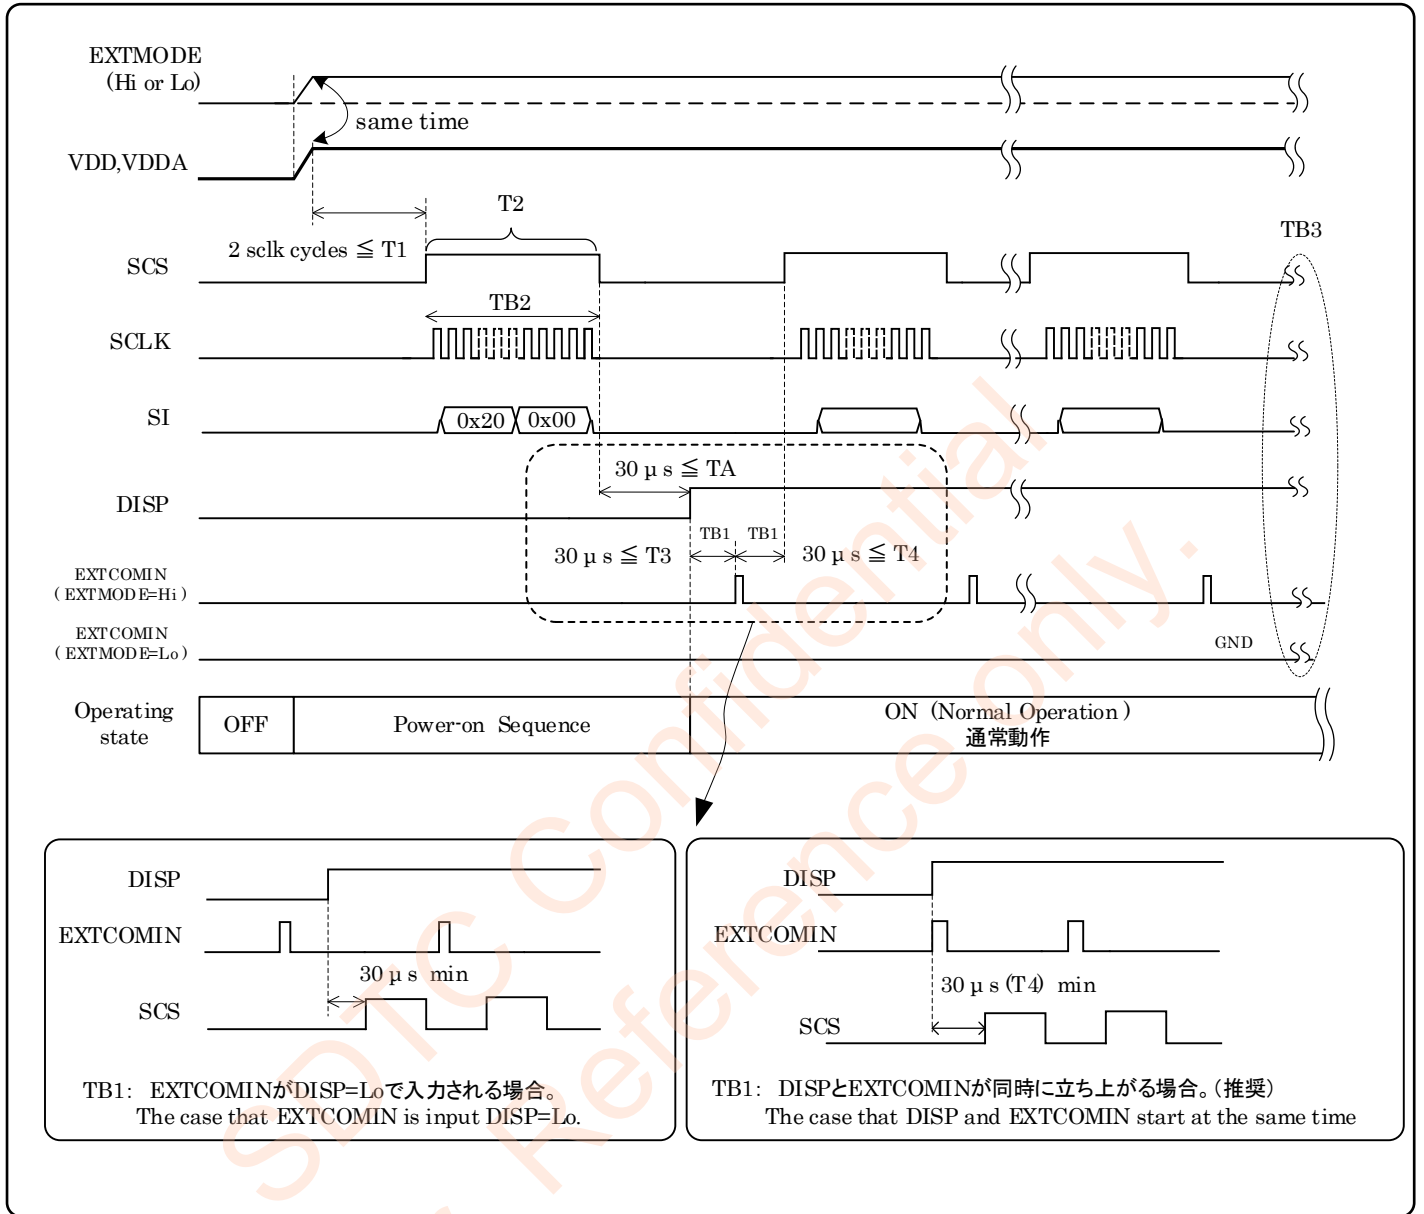 EXTMODE
(Hi or Lo)
same time
VDD,VDDA
T2
2 sclk cycles ≦ T1
TB3
SCS
TB2
SCLK
SI
0x20
0x00
30 μ s ≦ TA
DISP
TB1
TB1
30 μ s ≦ T3
30 μ s ≦ T4
EXTCOMIN
( EXTMODE=Hi )
EXTCOMIN
( EXTMODE=Lo )
GND
Operating
state
OFF
Power-on Sequence
ON (Normal Operation )
通常動作
DISP
EXTCOMIN
30 μ s min
SCS
TB1: EXTCOMINがDISP=Loで入力される場合。
The case that EXTCOMIN is input DISP=Lo.
DISP
EXTCOMIN
30 μ s (T4) min
SCS
TB1: DISPとEXTCOMINが同時に立ち上がる場合。（推奨）
The case that DISP and EXTCOMIN start at the same time
SDTC Confidential
Reference only.